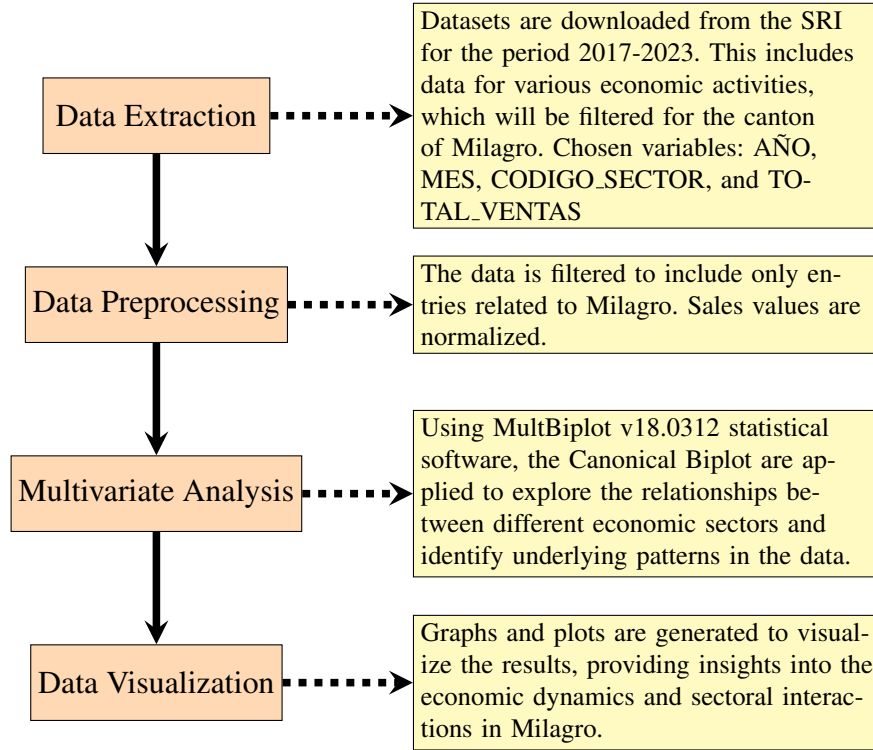 Data Extraction
Datasets are downloaded from the SRI
for the period 2017-2023. This includes
data for various economic activities,
which will be filtered for the canton
of Milagro. Chosen variables: AÑO,
MES, CODIGO_SECTOR, and TO-
TAL_VENTAS
Data Preprocessing
The data is filtered to include only en-
tries related to Milagro. Sales values are
normalized.
Multivariate Analysis
Using MultBiplot v18.0312 statistical
software, the Canonical Biplot are ap-
plied to explore the relationships be-
tween different economic sectors and
identify underlying patterns in the data.
Data Visualization
Graphs and plots are generated to visual-
ize the results, providing insights into the
economic dynamics and sectoral interac-
tions in Milagro.